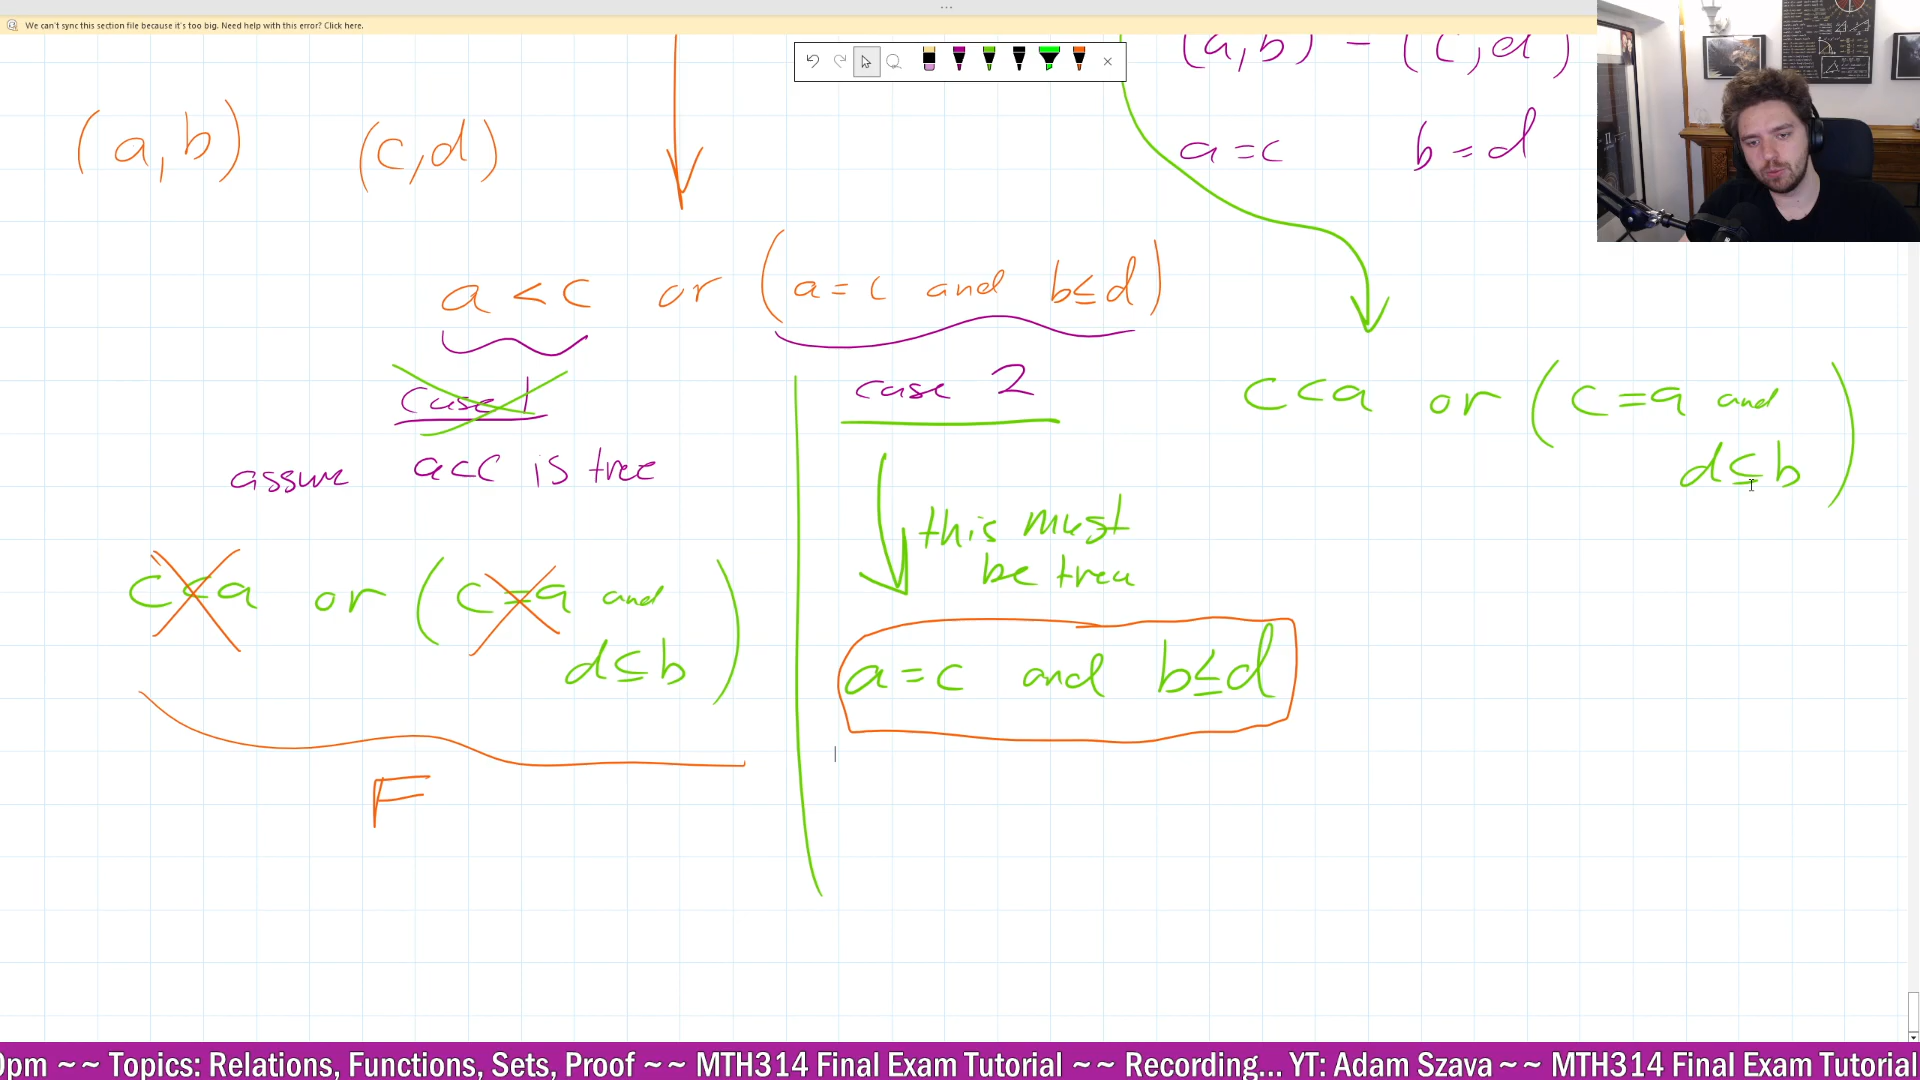 We can't sync this section file because it's too big. Need help with this error? Click here.
(a,b) = (c,d)
(a,b) (c,d)
a = c b = d
a < c or (a = c and b ≤ d)
case 1
case 2
c < a or (c = a and
d ≤ b)
assume a < c is true
this must
be true
c < a or (c = a and
d ≤ b)
a = c and b ≤ d
F
0pm ~~ Topics: Relations, Functions, Sets, Proof ~~ MTH314 Final Exam Tutorial ~~ Recording... YT: Adam Szava ~~ MTH314 Final Exam Tutorial